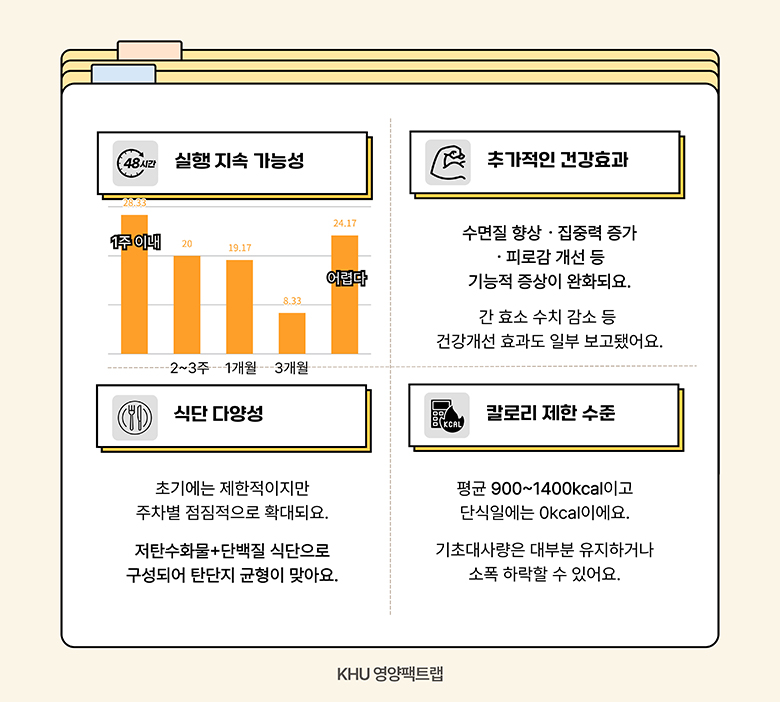 48시간
실행 지속 가능성
28.33
1주 이내
20
19.17
8.33
24.17
어렵다
2~3주
1개월
3개월
추가적인 건강효과
수면질 향상 · 집중력 증가
· 피로감 개선 등
기능적 증상이 완화되요.
간 효소 수치 감소 등
건강개선 효과도 일부 보고됐어요.
식단 다양성
초기에는 제한적이지만
주차별 점짐적으로 확대되요.
저탄수화물+단백질 식단으로
구성되어 탄단지 균형이 맞아요.
KCAL
칼로리 제한 수준
평균 900~1400kcal이고
단식일에는 0kcal이에요.
기초대사량은 대부분 유지하거나
소폭 하락할 수 있어요.
KHU 영양팩트랩